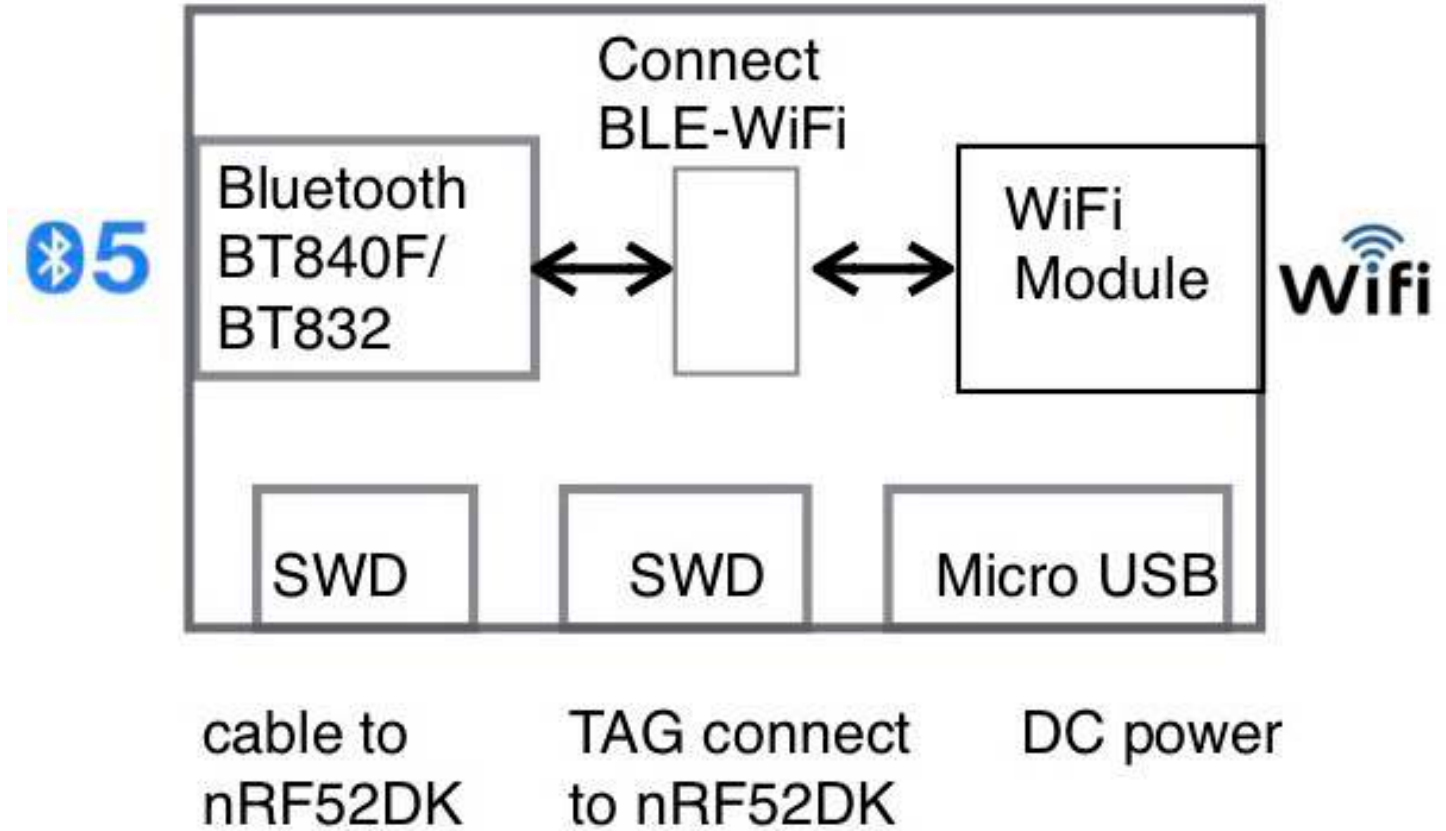 Connect
BLE-WiFi
Bluetooth
BT840F/
BT832
WiFi
Module
5
Wifi
SWD
SWD
Micro USB
cable to
nRF52DK
TAG connect
to nRF52DK
DC power